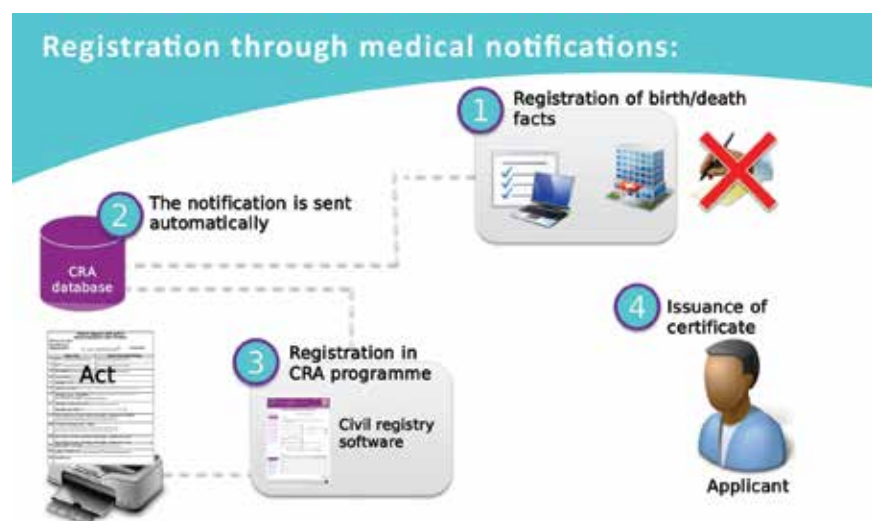 Registration through medical notifications:
1
Registration of birth/death
facts
2
The notification is sent
automatically
CRA
database
3
Registration in
CRA programme
Civil registry
software
Act
4
Issuance of
certificate
Applicant